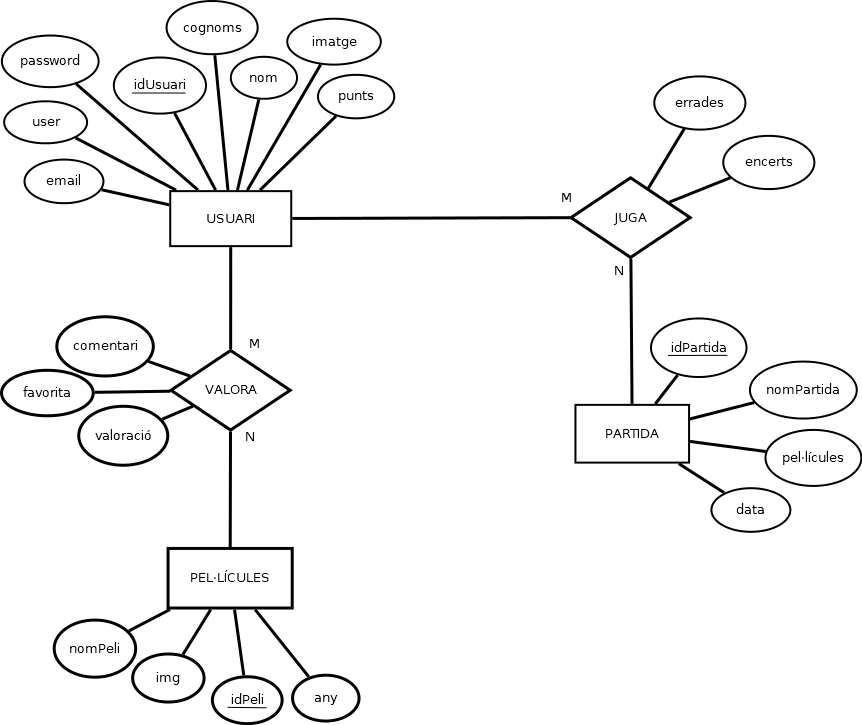 cognoms
imatge
password
idUsuari
nom
punts
user
email
USUARI
errades
encerts
M
JUGA
N
comentari
M
favorita
VALORA
valoració
N
idPartida
nomPartida
PARTIDA
pel·lícules
data
PEL·LÍCULES
nomPeli
img
idPeli
any